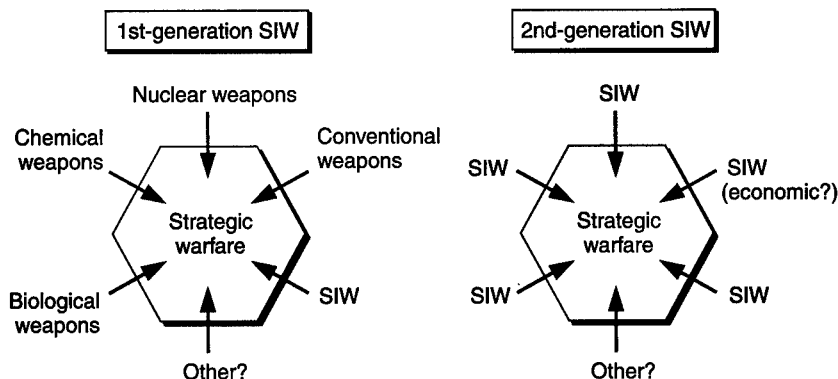 1st-generation SIW
Nuclear weapons
Chemical
weapons
Conventional
weapons
Strategic
warfare
Biological
weapons
SIW
Other?
2nd-generation SIW
SIW
SIW
SIW
(economic?)
Strategic
warfare
SIW
SIW
Other?